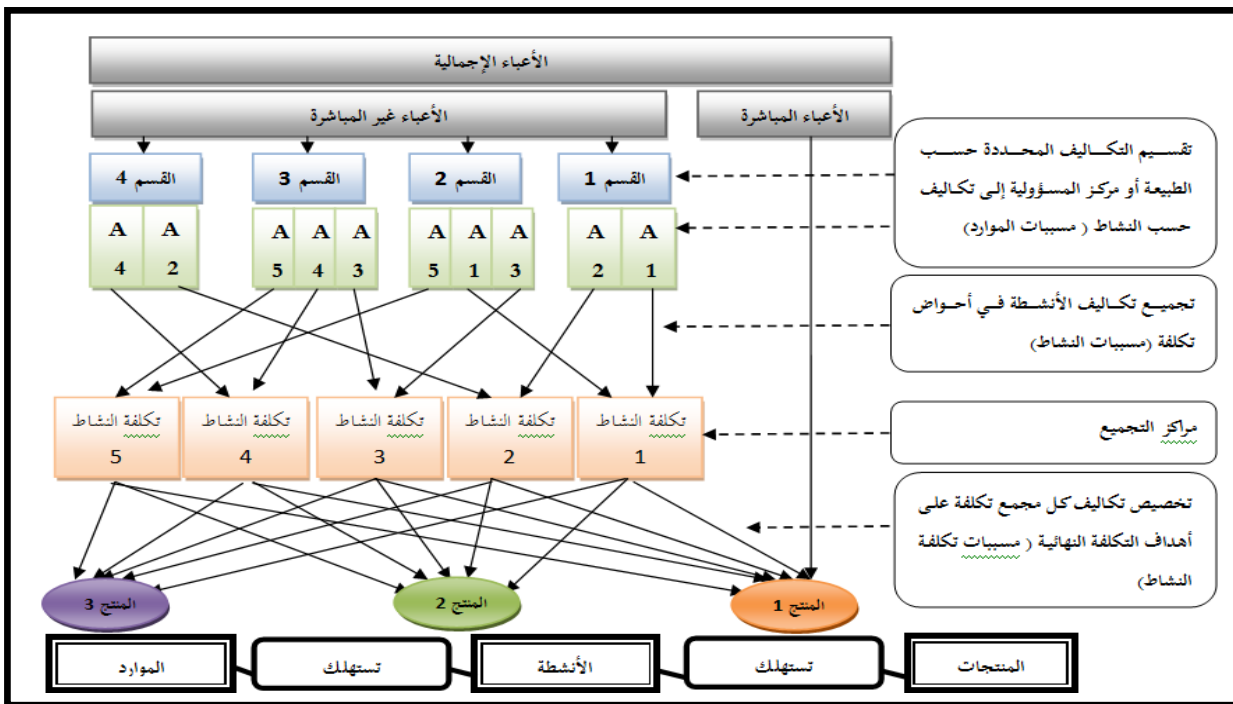 الأعباء الإجمالية
الأعباء المباشرة
الأعباء غير المباشرة
القسم 1
القسم 2
القسم 3
القسم 4
A A
1 2
A A A
3 1 5
A A A
3 4 5
A A
2 4
تقسيم التكاليف المحددة حسب
الطبيعة أو مركز المسؤولية إلى تكاليف
حسب النشاط ( مسببات الموارد)
تجميع تكاليف الأنشطة في أحواض
تكلفة (مسببات النشاط)
تكلفة النشاط
1
تكلفة النشاط
2
تكلفة النشاط
3
تكلفة النشاط
4
تكلفة النشاط
5
مراكز التجميع
تخصيص تكاليف كل مجمع تكلفة على
أهداف التكلفة النهائية ( مسببات تكلفة
النشاط)
المنتج 1
المنتج 2
المنتج 3
المنتجات
تستهلك
الأنشطة
تستهلك
الموارد